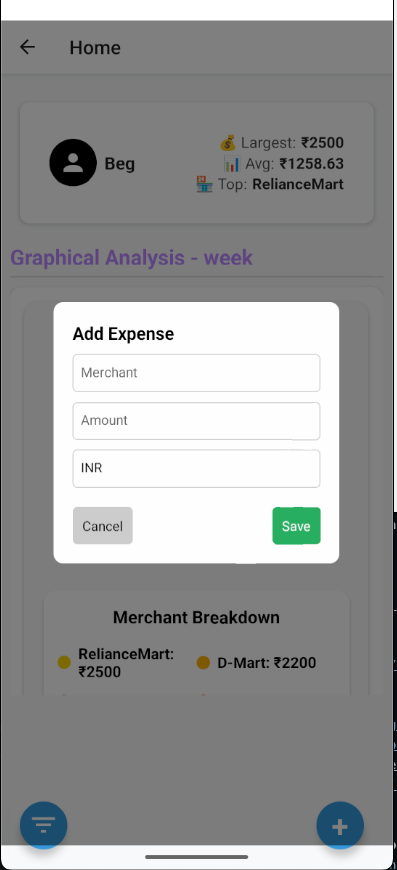 Home
Beg
Largest: ₹2500
Avg: ₹1258.63
Top: RelianceMart
Graphical Analysis - week
Add Expense
Merchant
Amount
INR
Cancel
Save
Merchant Breakdown
RelianceMart:
₹2500
D-Mart: ₹2200